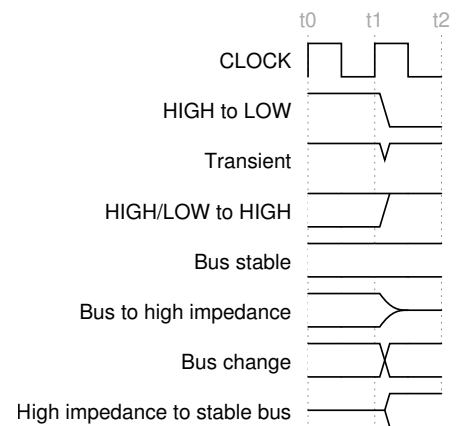 t0 t1 t2
CLOCK
HIGH to LOW
Transient
HIGH/LOW to HIGH
Bus stable
Bus to high impedance
Bus change
High impedance to stable bus